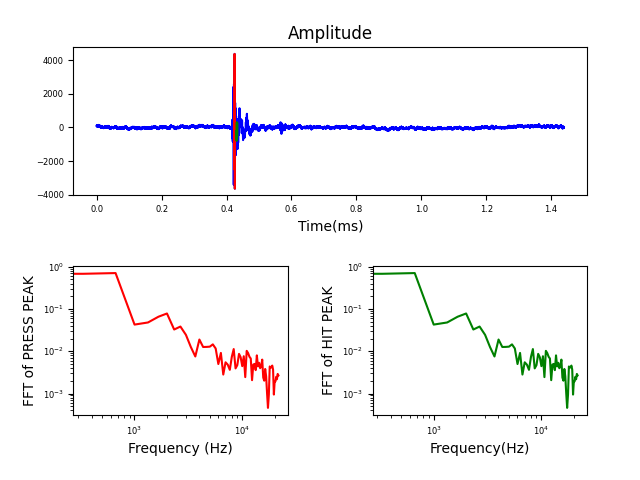 Amplitude
4000
2000
0
−2000
−4000
0.0 0.2 0.4 0.6 0.8 1.0 1.2 1.4
Time(ms)
FFT of PRESS PEAK
10⁰
10⁻¹
10⁻²
10⁻³
10³ 10⁴
Frequency (Hz)
FFT of HIT PEAK
10⁰
10⁻¹
10⁻²
10⁻³
10³ 10⁴
Frequency(Hz)